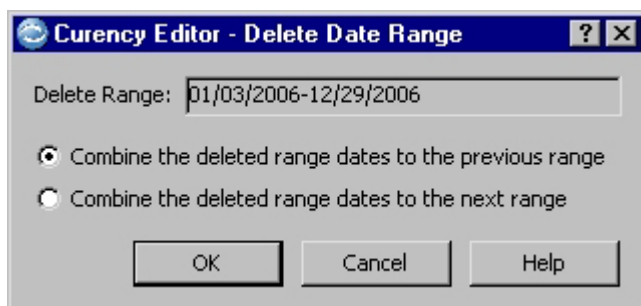 Curency Editor - Delete Date Range
Delete Range: 01/03/2006-12/29/2006
Combine the deleted range dates to the previous range
Combine the deleted range dates to the next range
OK Cancel Help